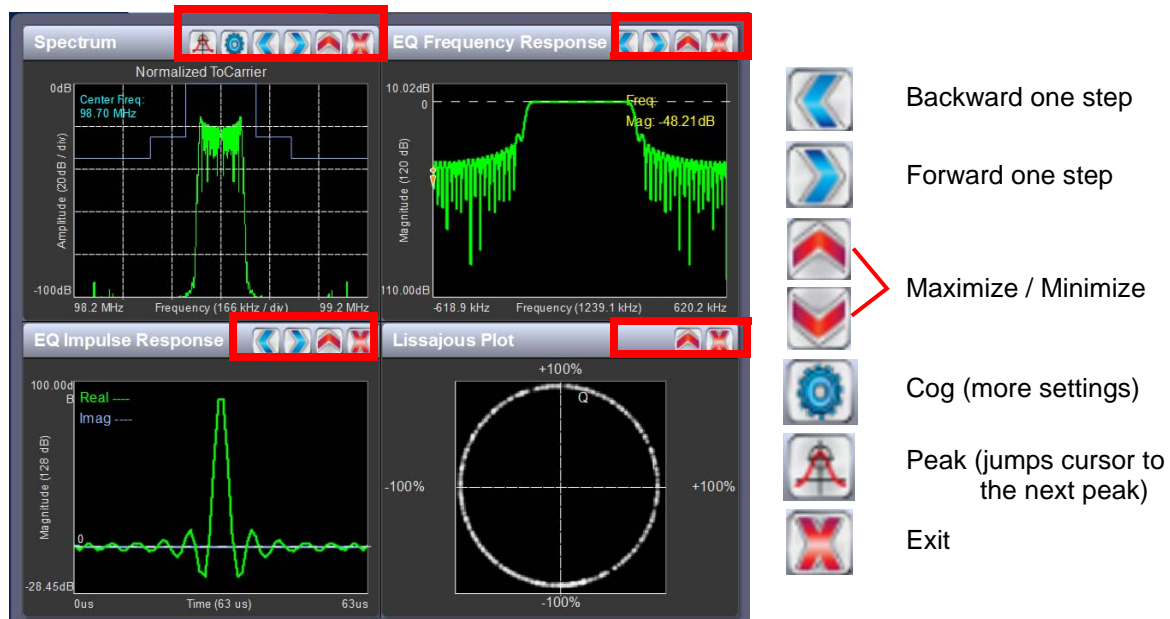 Spectrum
Normalized ToCarrier
0dB
Center Freq:
98.70 MHz
Amplitude (20dB / div)
-100dB
98.2 MHz
Frequency (166 kHz / div)
99.2 MHz
EQ Frequency Response
10.02dB
0
Freq:
Mag: -48.21dB
Magnitude (120 dB)
110.00dB
-618.9 kHz
Frequency (1239.1 kHz)
620.2 kHz
EQ Impulse Response
100.00d
B
Real ----
Imag ----
Magnitude (128 dB)
0
-28.45dB
0us
Time (63 us)
63us
Lissajous Plot
+100%
Q
-100%
+100%
-100%
Backward one step
Forward one step
Maximize / Minimize
Cog (more settings)
Peak (jumps cursor to
the next peak)
Exit